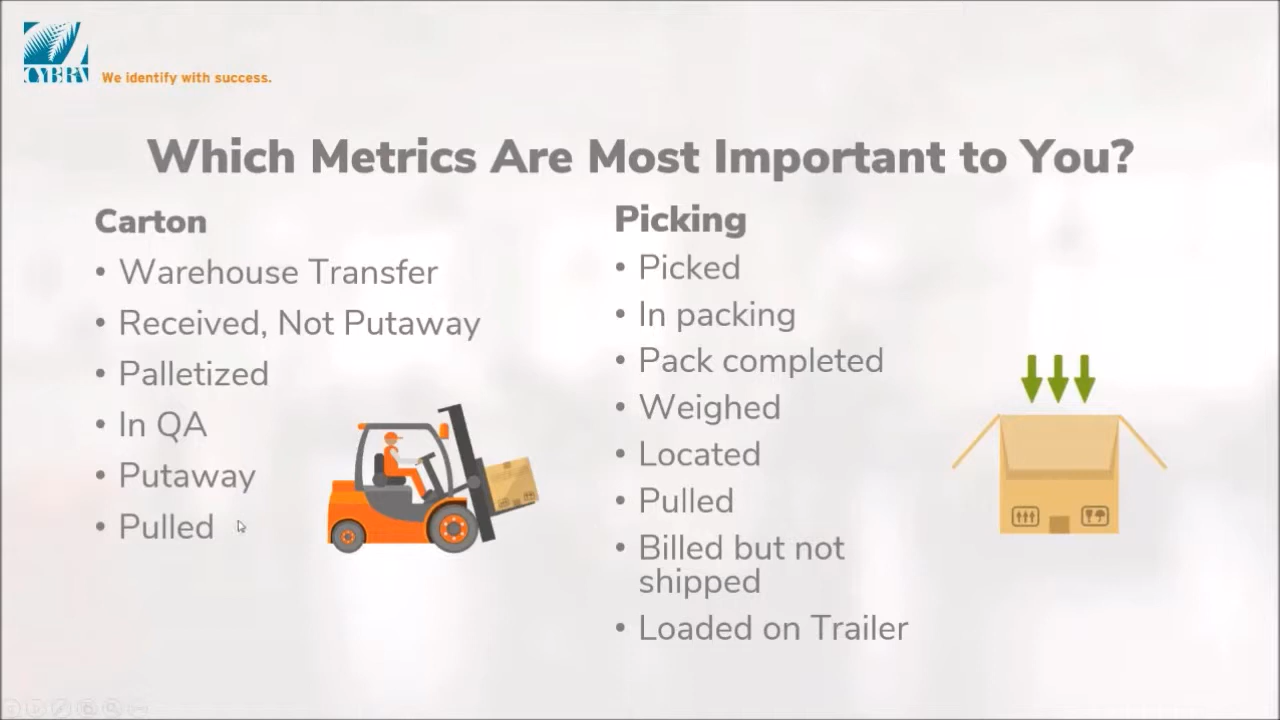 CYBRA
We identify with success.
Which Metrics Are Most Important to You?
Carton
• Warehouse Transfer
• Received, Not Putaway
• Palletized
• In QA
• Putaway
• Pulled
Picking
• Picked
• In packing
• Pack completed
• Weighed
• Located
• Pulled
• Billed but not
shipped
• Loaded on Trailer